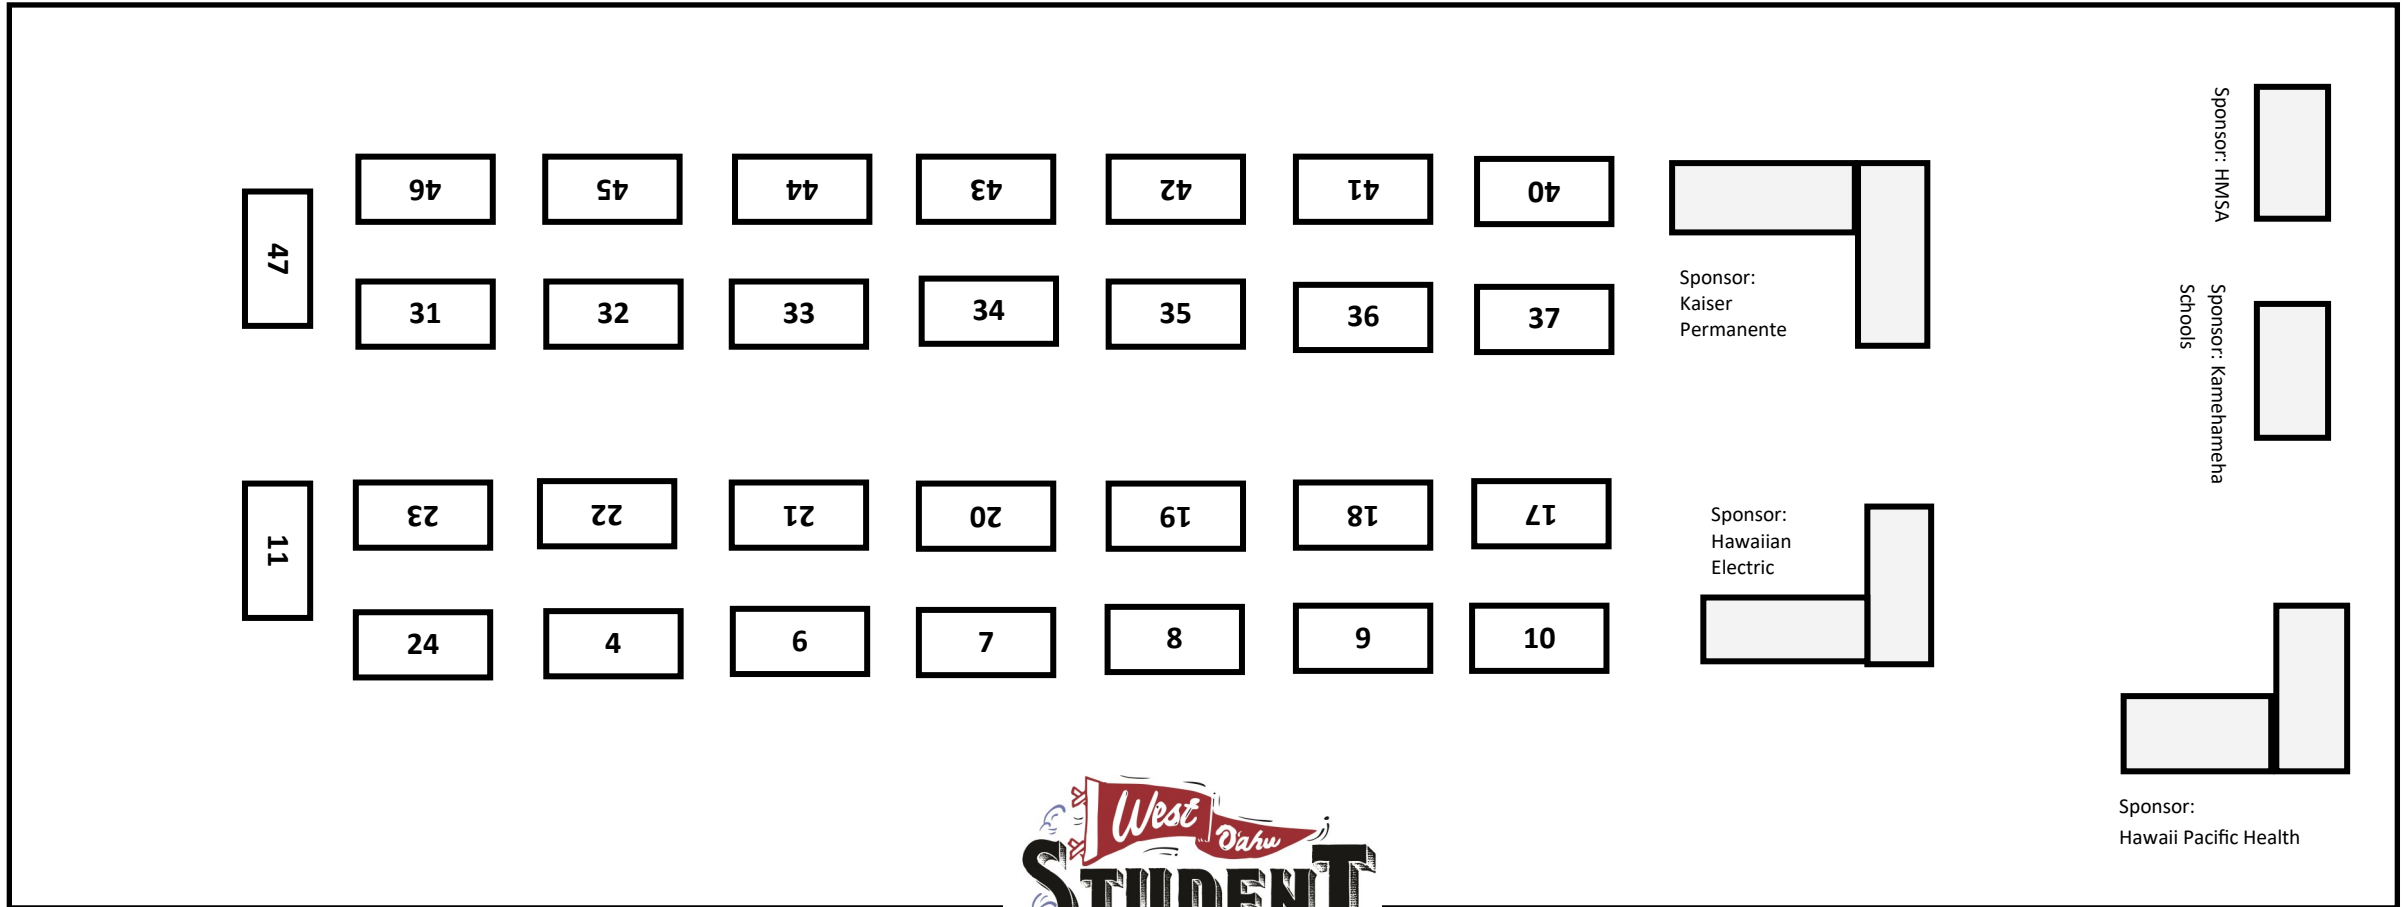 46
45
44
43
42
41
40
47
31
32
33
34
35
36
37
Sponsor:
Kaiser
Permanente
Sponsor: HMSA
Sponsor: Kamehameha
Schools
11
23
22
21
20
19
18
17
Sponsor:
Hawaiian
Electric
24
4
6
7
8
9
10
Sponsor:
Hawaii Pacific Health
West
O'ahu
STUDENT